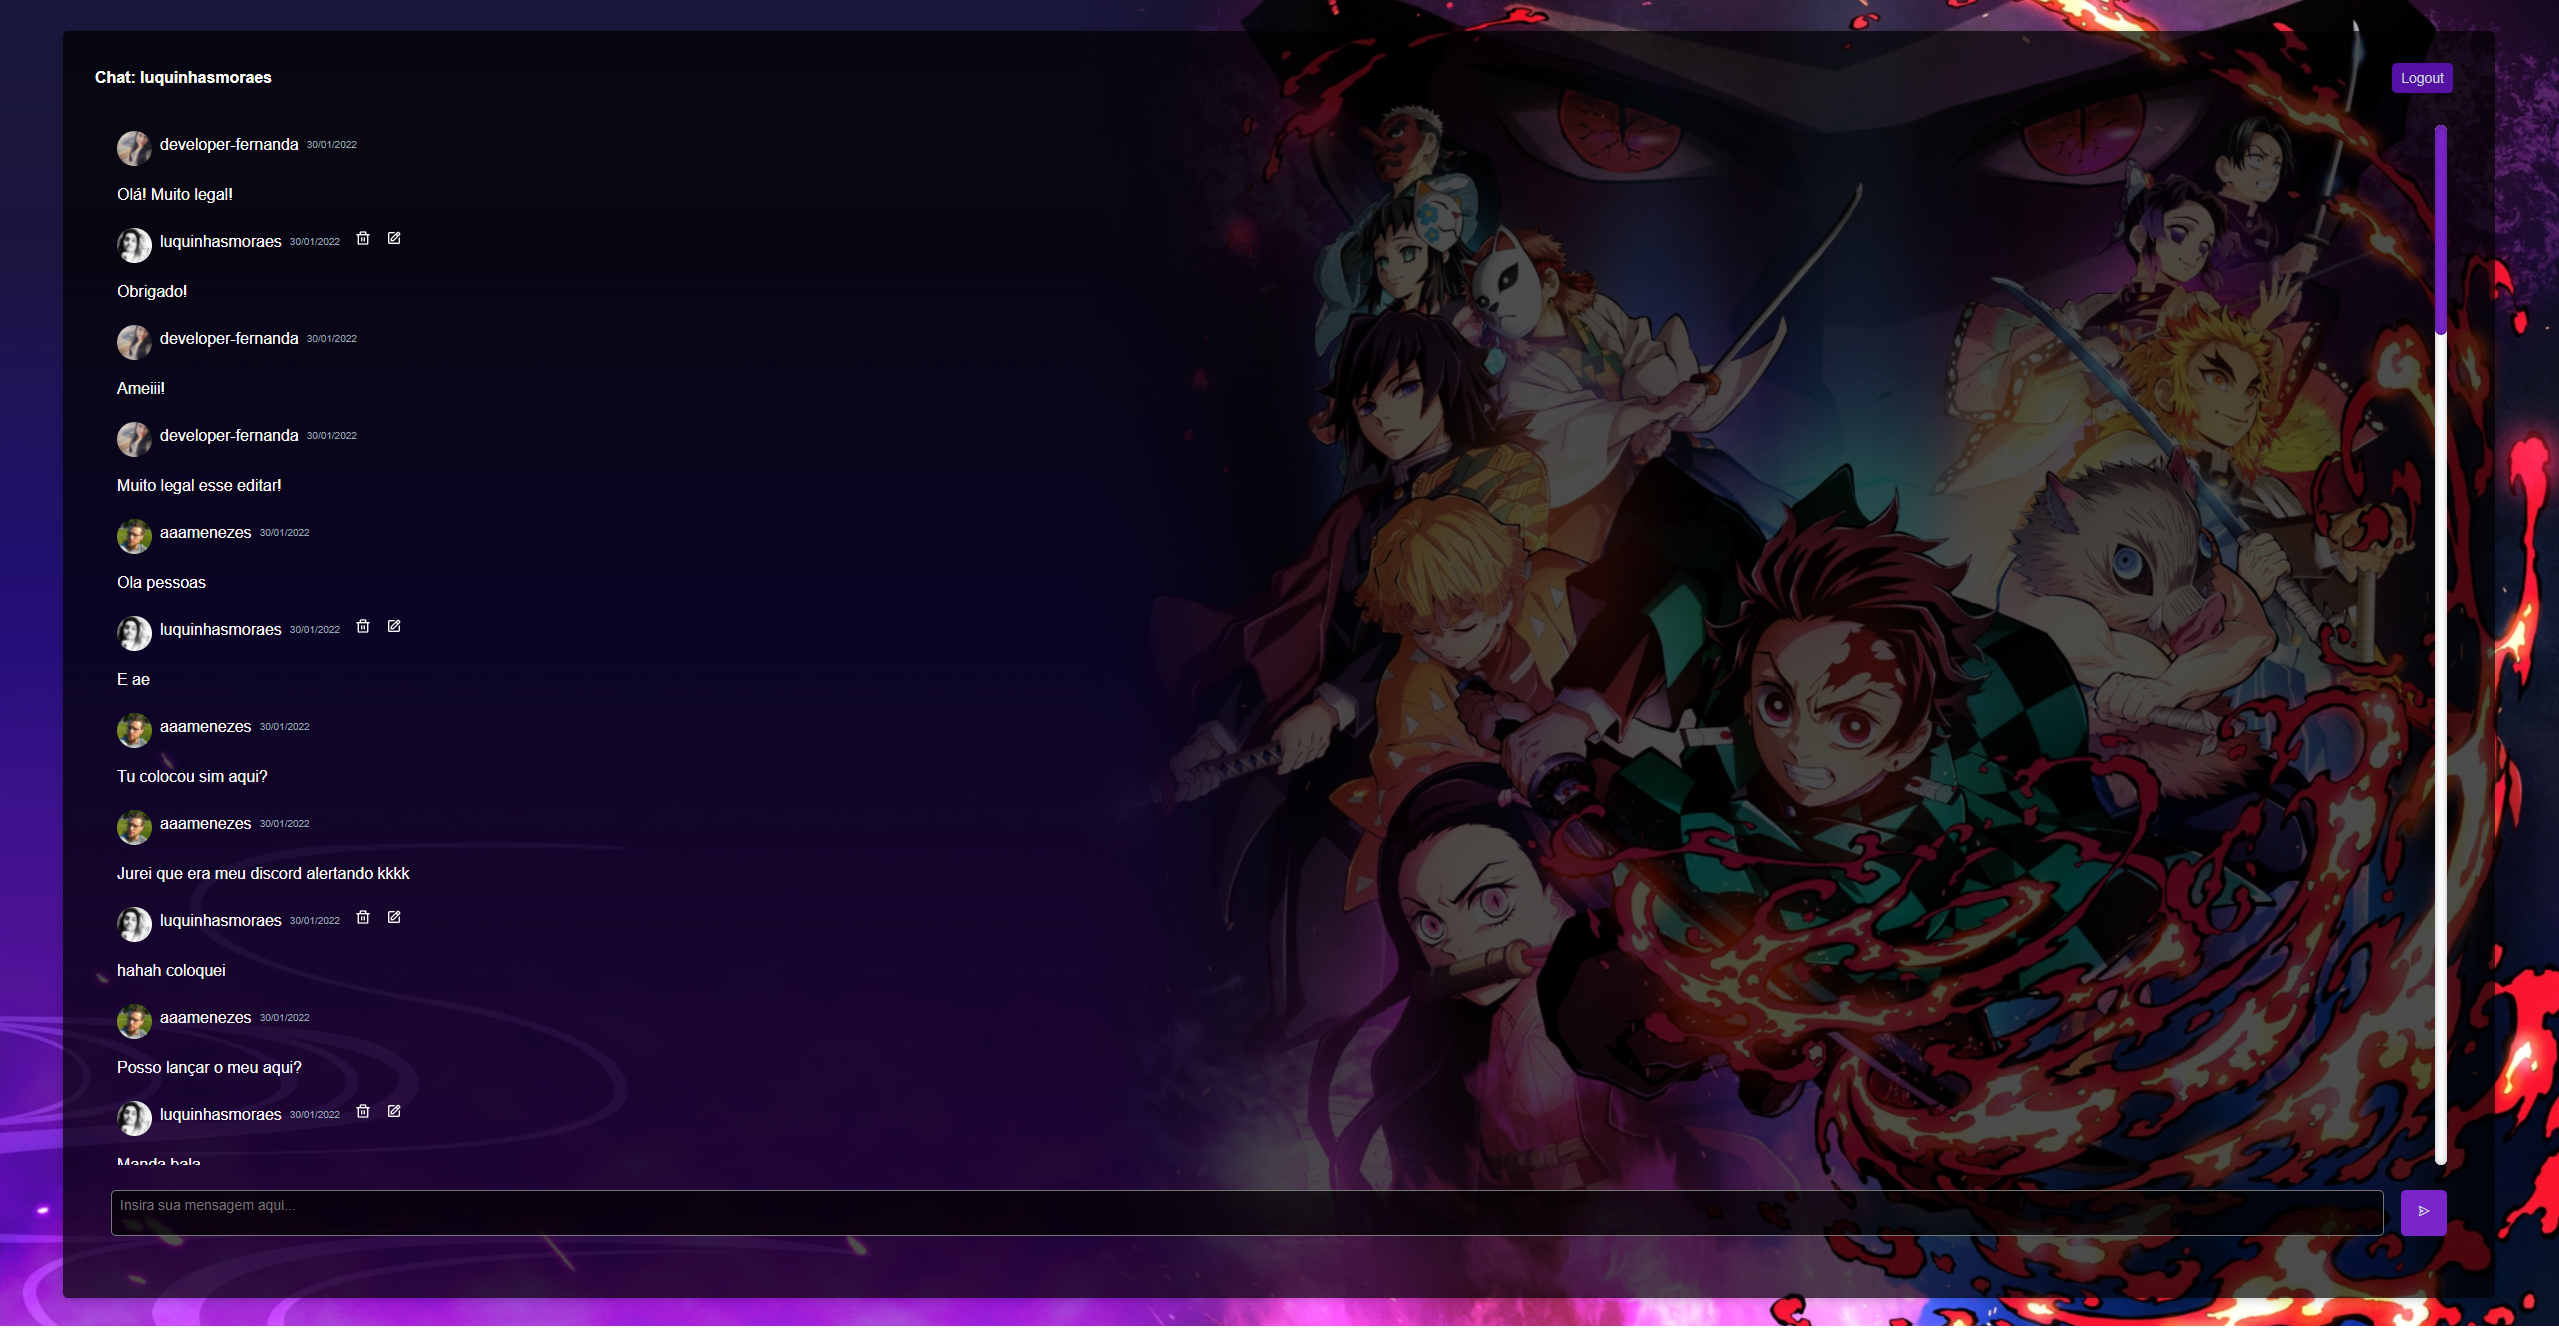 Chat: luquinhasmoraes
Logout
developer-fernanda 30/01/2022
Olá! Muito legal!
luquinhasmoraes 30/01/2022
Obrigado!
developer-fernanda 30/01/2022
Ameiii!
developer-fernanda 30/01/2022
Muito legal esse editar!
aaamenezes 30/01/2022
Ola pessoas
luquinhasmoraes 30/01/2022
E ae
aaamenezes 30/01/2022
Tu colocou sim aqui?
aaamenezes 30/01/2022
Jurei que era meu discord alertando kkkk
luquinhasmoraes 30/01/2022
hahah coloquei
aaamenezes 30/01/2022
Posso lançar o meu aqui?
luquinhasmoraes 30/01/2022
Manda bala
Insira sua mensagem aqui...